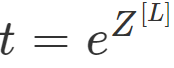 t = e^{Z^{[L]}}